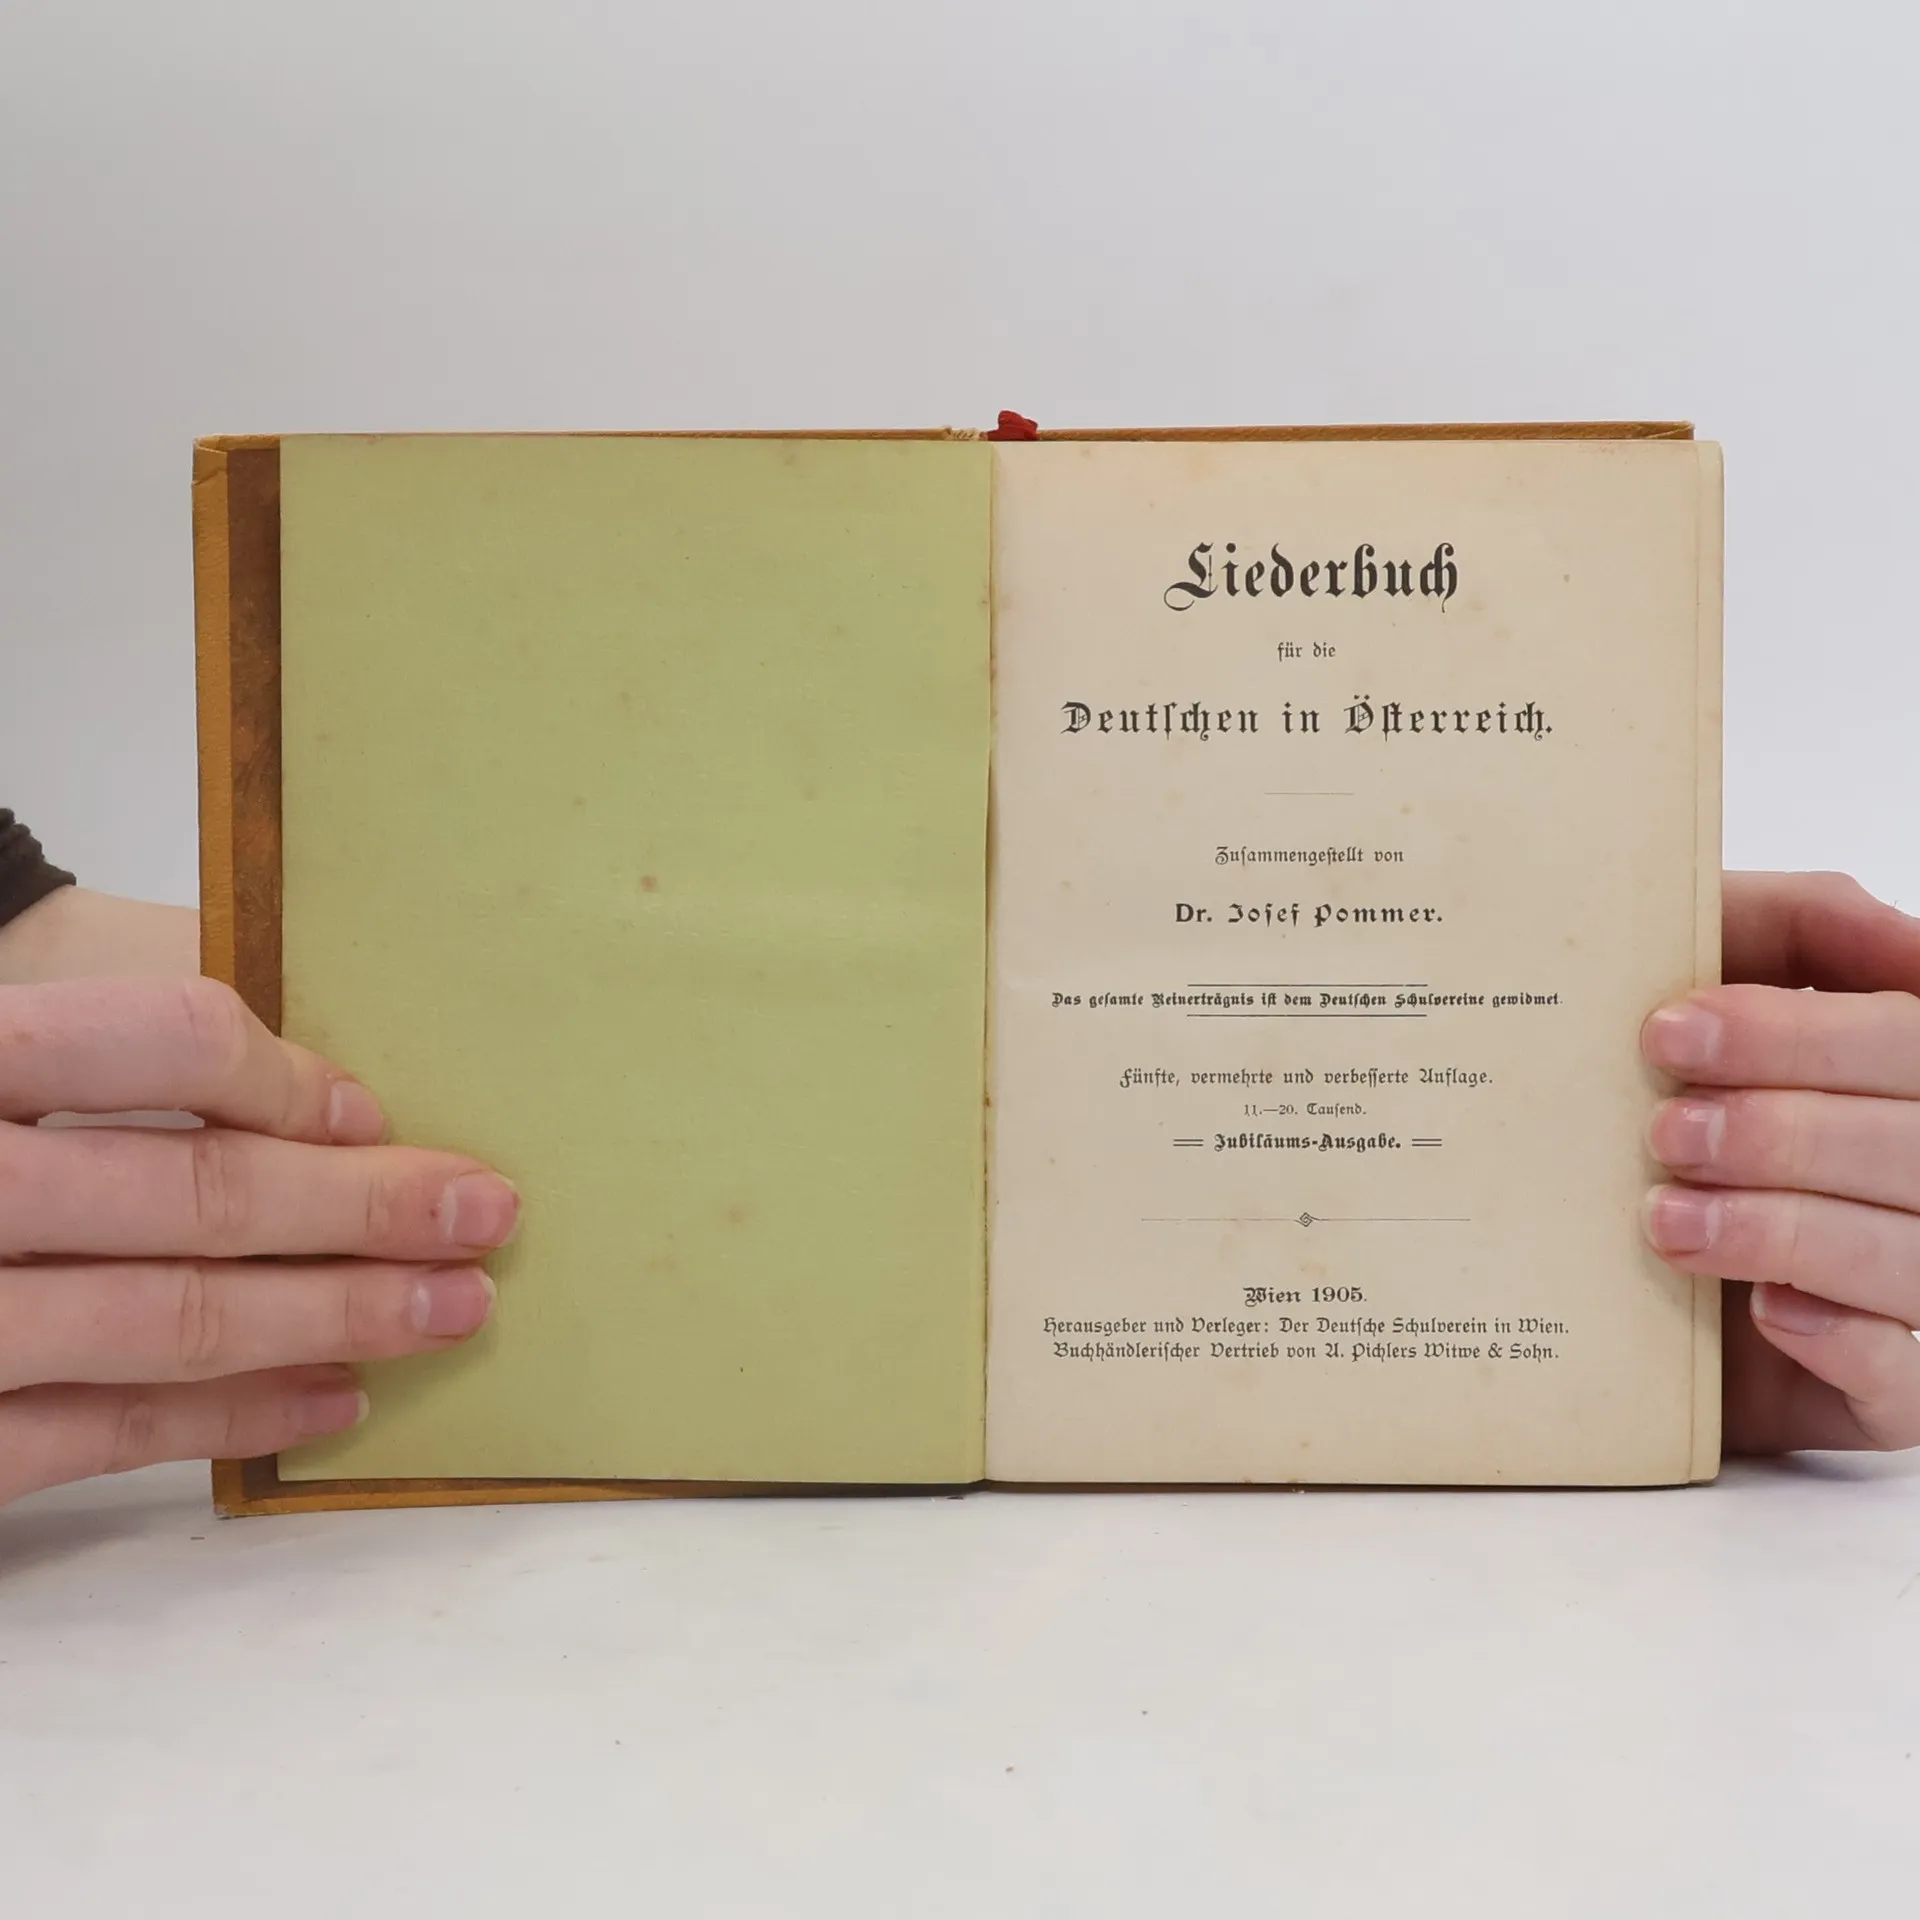 Liederbuch
für die
Deutſchen in Öſterreich.
Zuſammengeſtellt von
Dr. Joſef Pommer.
Das geſamte Reinerträgnis iſt dem Deutſchen Schulvereine gewidmet.
Fünfte, vermehrte und verbeſſerte Auflage.
11.—20. Tauſend.
Jubiläums-Ausgabe.
Wien 1905.
Herausgeber und Verleger: Der Deutſche Schulverein in Wien.
Buchhändleriſcher Vertrieb von A. Pichlers Witwe & Sohn.